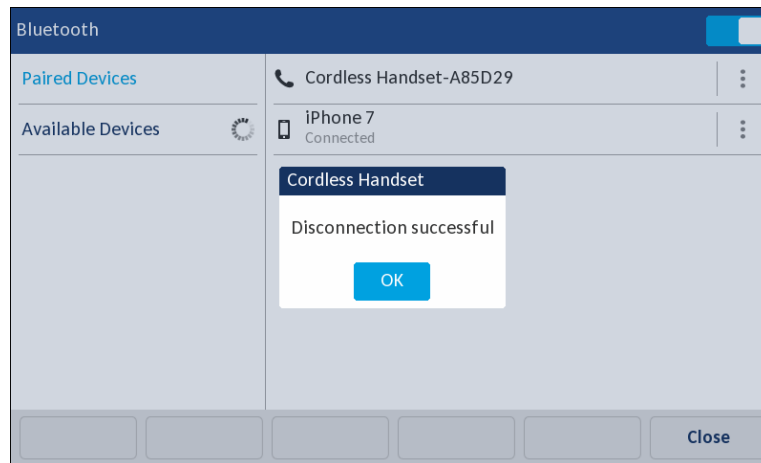 Bluetooth
Paired Devices
Available Devices
Cordless Handset-A85D29
iPhone 7
Connected
Cordless Handset
Disconnection successful
OK
Close